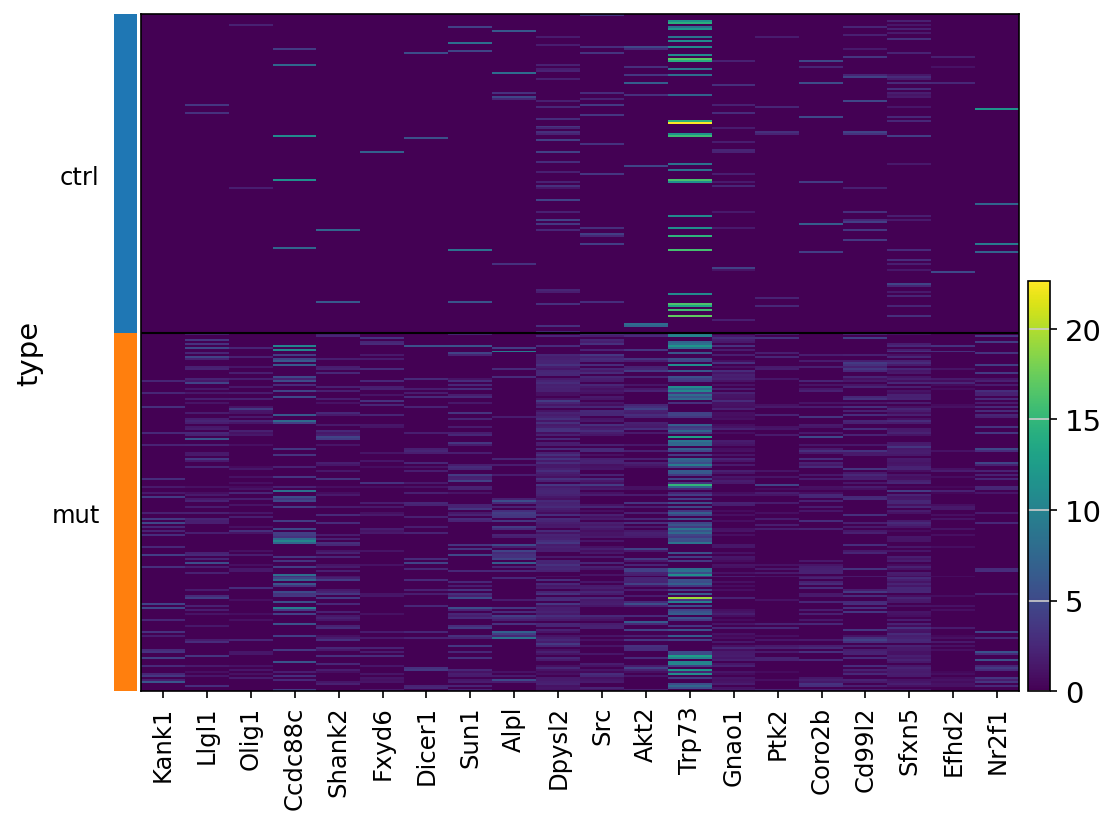 ctrl
mut
type
20
15
10
5
0
Kank1
Llgl1
Olig1
Ccdc88c
Shank2
Fxyd6
Dicer1
Sun1
Alpl
Dpysl2
Src
Akt2
Trp73
Gnao1
Ptk2
Coro2b
Cd99l2
Sfxn5
Efhd2
Nr2f1